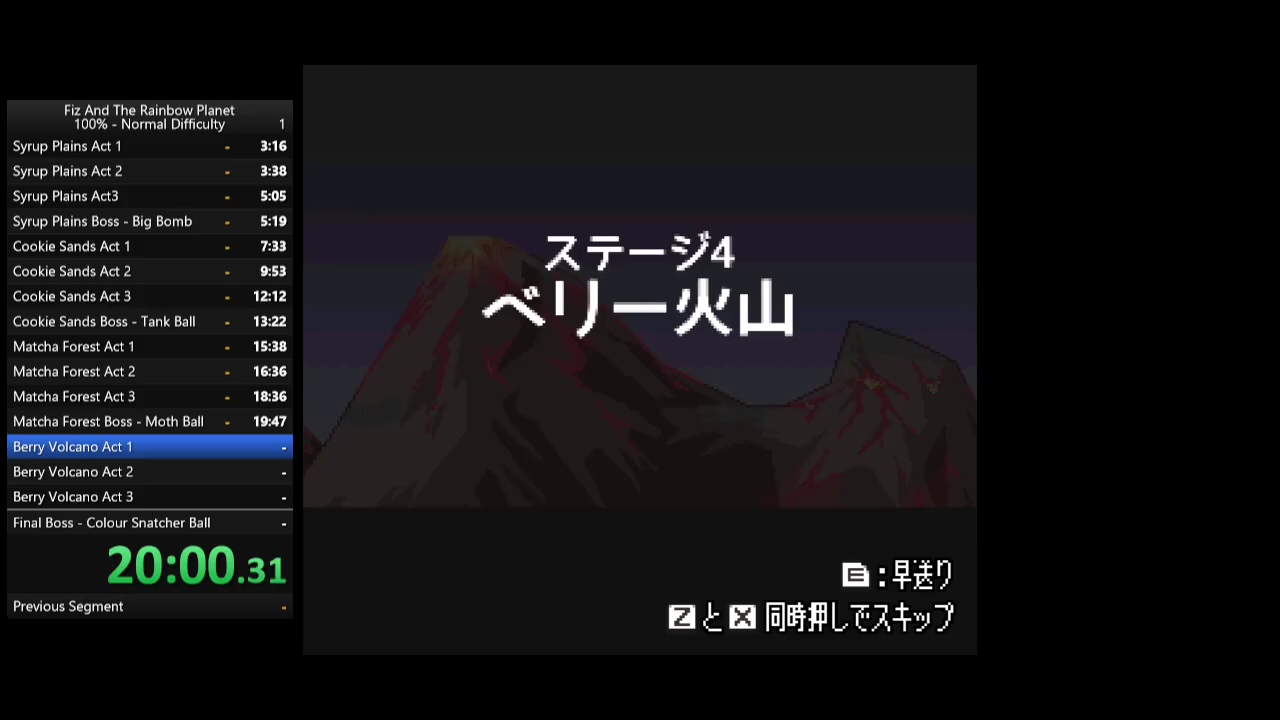 Fiz And The Rainbow Planet
100% - Normal Difficulty 1
Syrup Plains Act 1 - 3:16
Syrup Plains Act 2 - 3:38
Syrup Plains Act3 - 5:05
Syrup Plains Boss - Big Bomb - 5:19
Cookie Sands Act 1 - 7:33
Cookie Sands Act 2 - 9:53
Cookie Sands Act 3 - 12:12
Cookie Sands Boss - Tank Ball - 13:22
Matcha Forest Act 1 - 15:38
Matcha Forest Act 2 - 16:36
Matcha Forest Act 3 - 18:36
Matcha Forest Boss - Moth Ball - 19:47
Berry Volcano Act 1 -
Berry Volcano Act 2 -
Berry Volcano Act 3 -
Final Boss - Colour Snatcher Ball -
20:00.31
Previous Segment -
ステージ4
ベリー火山
:早送り
Z と X 同時押しでスキップ